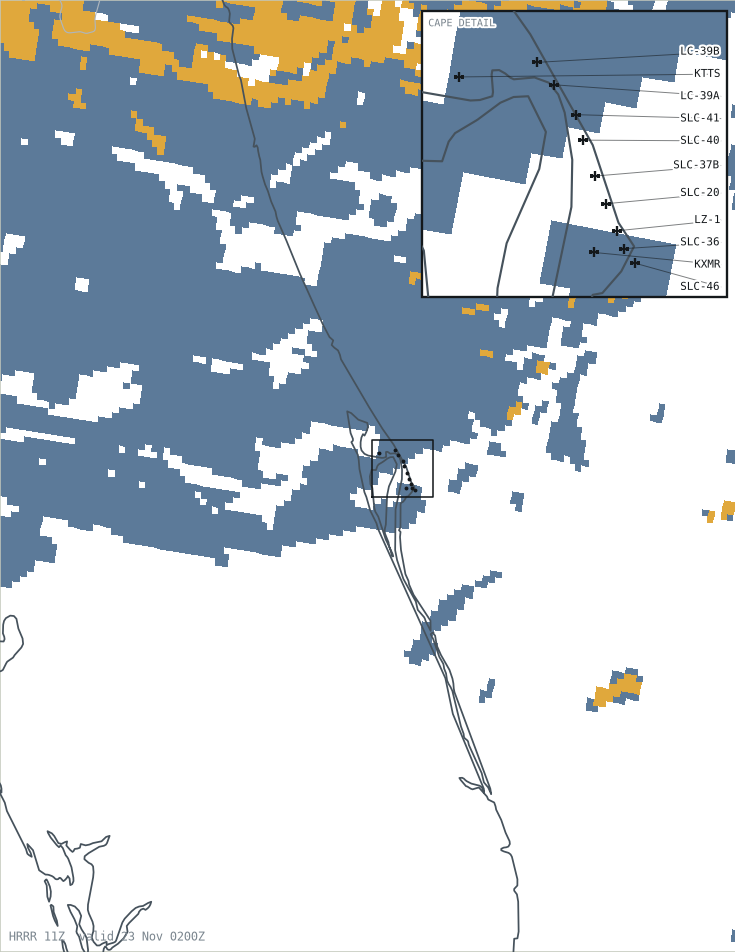 CAPE DETAIL
LC-39B
KTTS
LC-39A
SLC-41
SLC-40
SLC-37B
SLC-20
LZ-1
SLC-36
KXMR
SLC-46
HRRR 11Z valid 23 Nov 0200Z